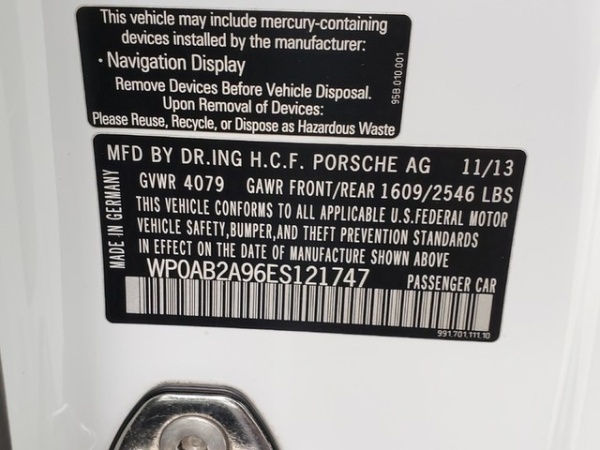 This vehicle may include mercury-containing
devices installed by the manufacturer:
· Navigation Display
Remove Devices Before Vehicle Disposal.
Upon Removal of Devices:
Please Reuse, Recycle, or Dispose as Hazardous Waste
95B.010.001
MADE IN GERMANY
MFD BY DR.ING H.C.F. PORSCHE AG 11/13
GVWR 4079 GAWR FRONT/REAR 1609/2546 LBS
THIS VEHICLE CONFORMS TO ALL APPLICABLE U.S.FEDERAL MOTOR
VEHICLE SAFETY,BUMPER,AND THEFT PREVENTION STANDARDS
IN EFFECT ON THE DATE OF MANUFACTURE SHOWN ABOVE
WP0AB2A96ES121747 PASSENGER CAR
991.701.111.10